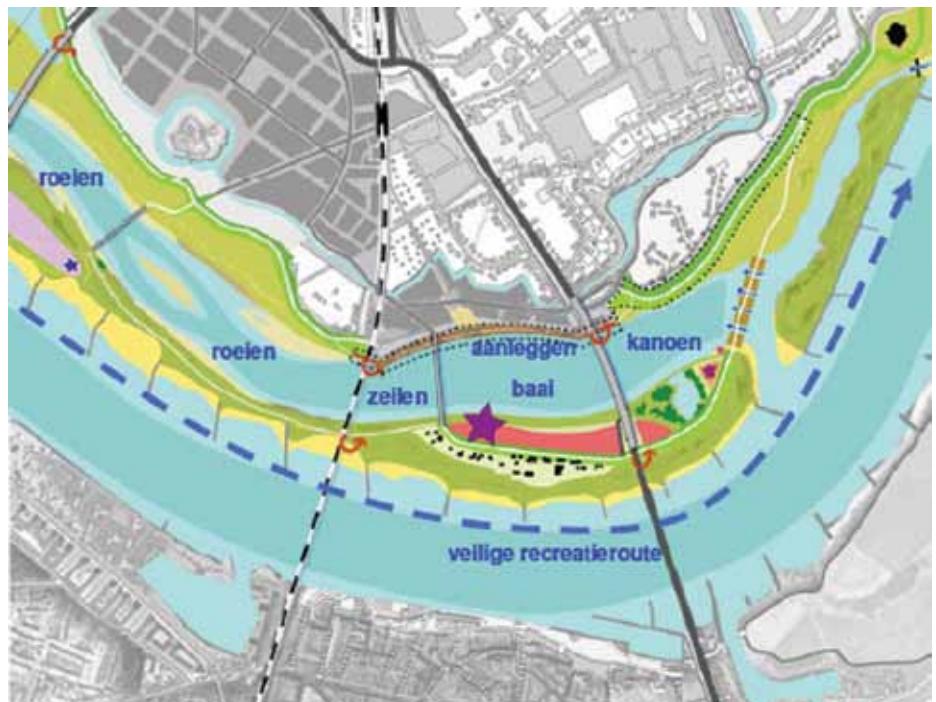 roeien
roeien
aanleggen
kanoen
zeilen
baai
veilige recreatieroute